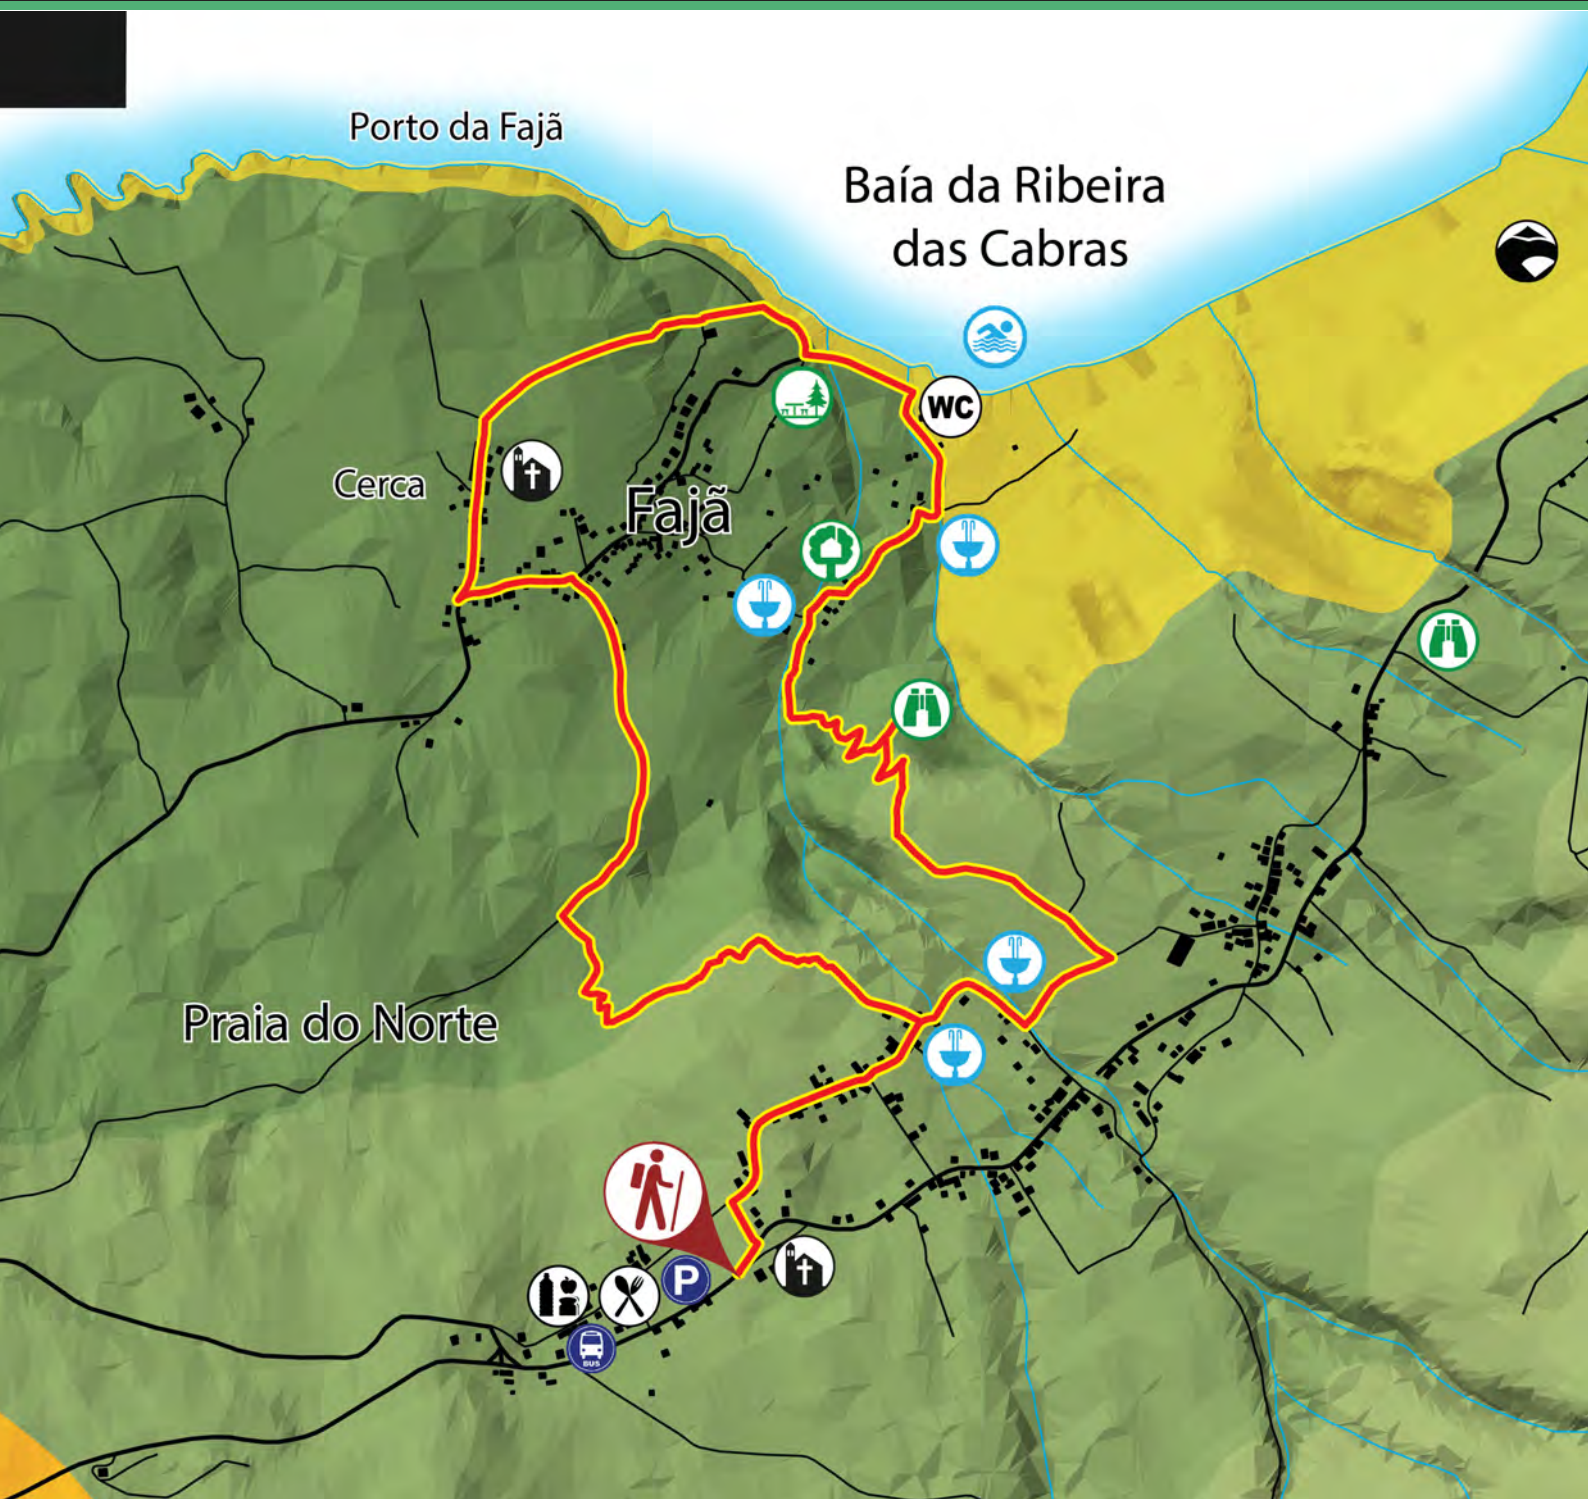 Porto da Fajã
Baía da Ribeira
das Cabras
WC
Cerca
Fajã
Praia do Norte
P
BUS